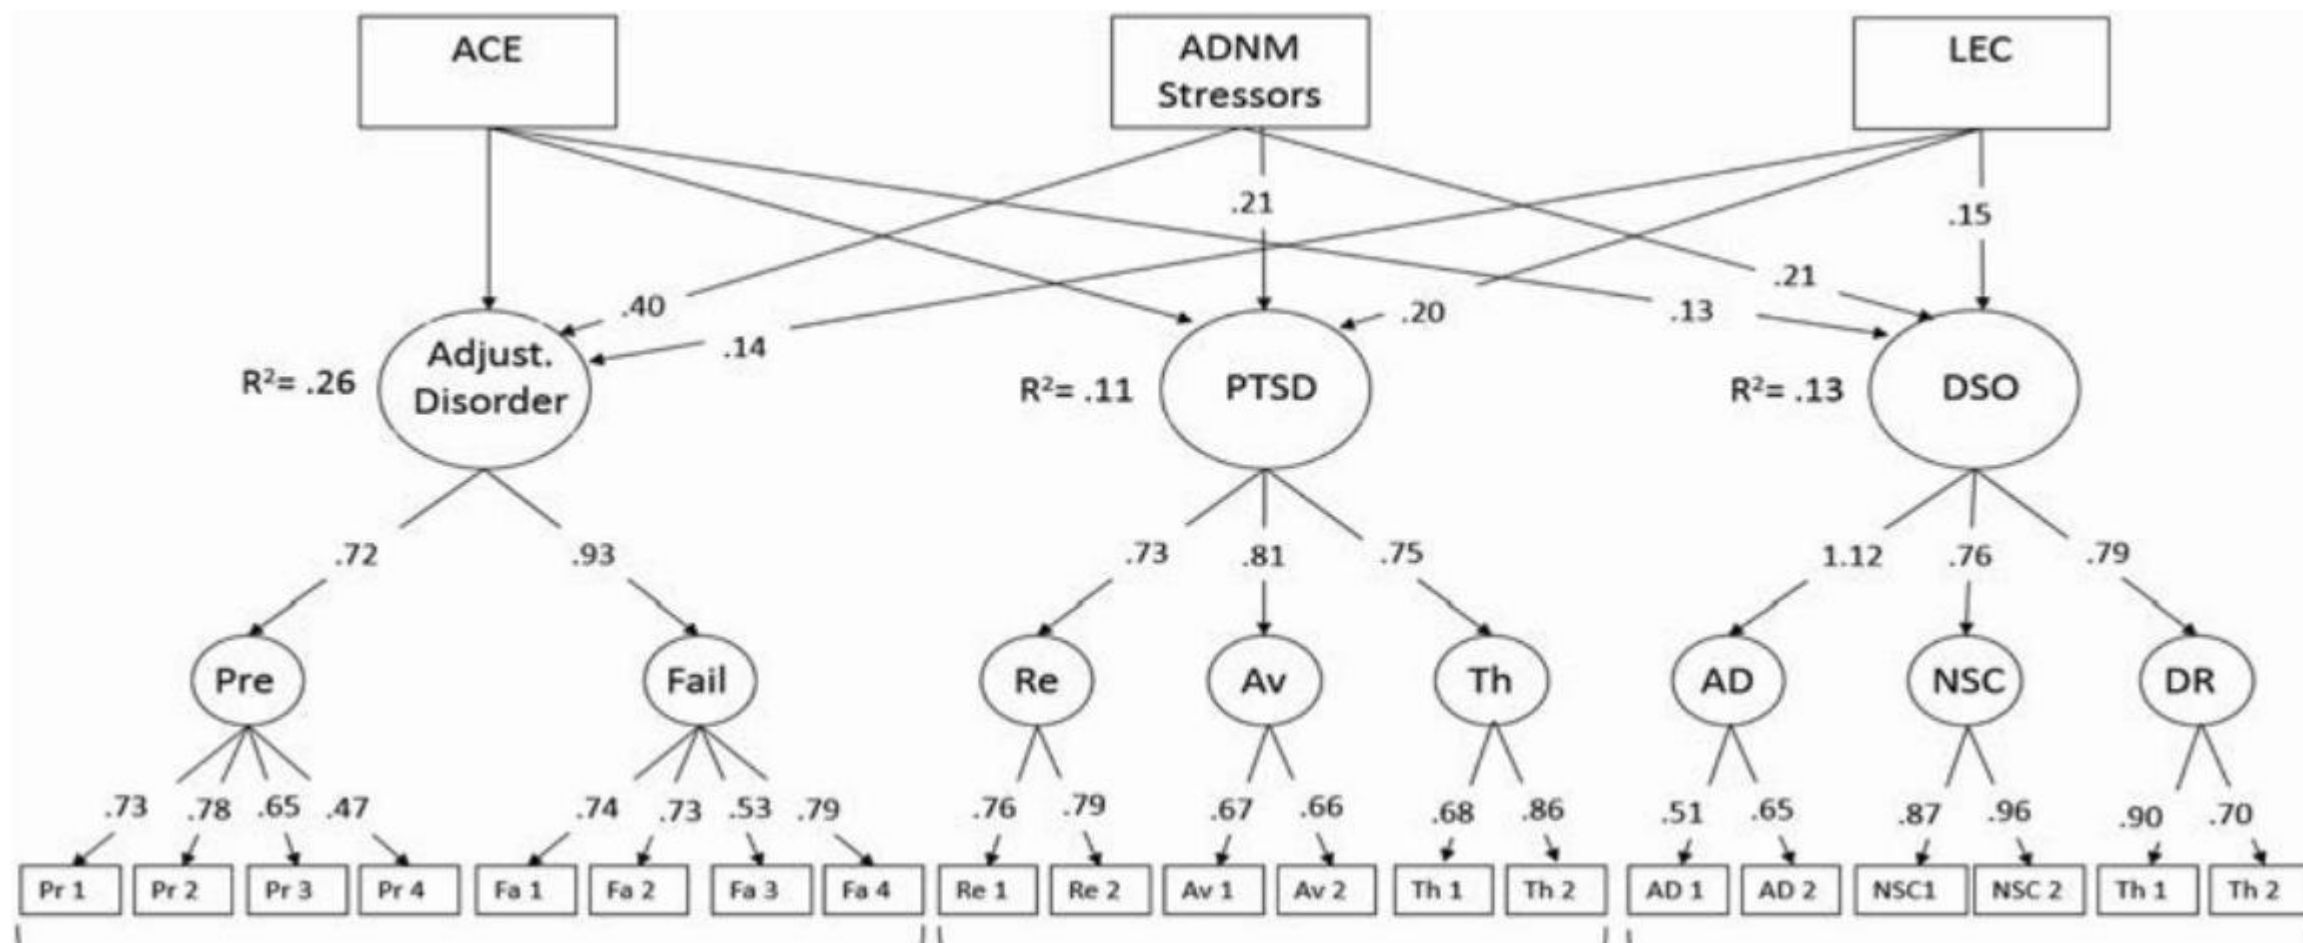 ACE
ADNM
Stressors
LEC
.21
.15
.21
.40
.20
.13
.14
R²= .26
Adjust.
Disorder
R²= .11
PTSD
R²= .13
DSO
.72
.93
.73
.81
.75
1.12
.76
.79
Pre
Fail
Re
Av
Th
AD
NSC
DR
.73
.78
.65
.47
.74
.73
.53
.79
.76
.79
.67
.66
.68
.86
.51
.65
.87
.96
.90
.70
Pr 1
Pr 2
Pr 3
Pr 4
Fa 1
Fa 2
Fa 3
Fa 4
Re 1
Re 2
Av 1
Av 2
Th 1
Th 2
AD 1
AD 2
NSC1
NSC 2
Th 1
Th 2